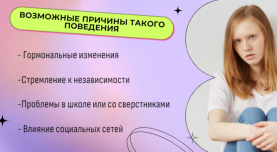 ВОЗМОЖНЫЕ ПРИЧИНЫ ТАКОГО
ПОВЕДЕНИЯ
- Гормональные изменения
-Стремление к независимости
-Проблемы в школе или со сверстниками
- Влияние социальных сетей